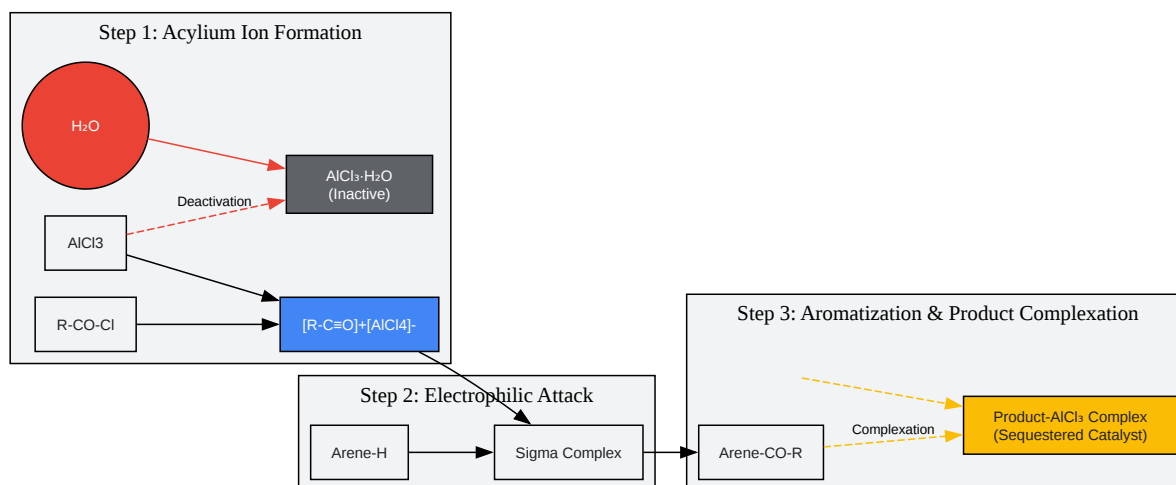 Step 1: Acylium Ion Formation
H₂O
AlCl₃·H₂O
(Inactive)
Deactivation
AlCl3
R-CO-Cl
[R-C≡O]+[AlCl4]-
Step 2: Electrophilic Attack
Arene-H
Sigma Complex
Step 3: Aromatization & Product Complexation
Arene-CO-R
Complexation
Product-AlCl₃ Complex
(Sequestered Catalyst)